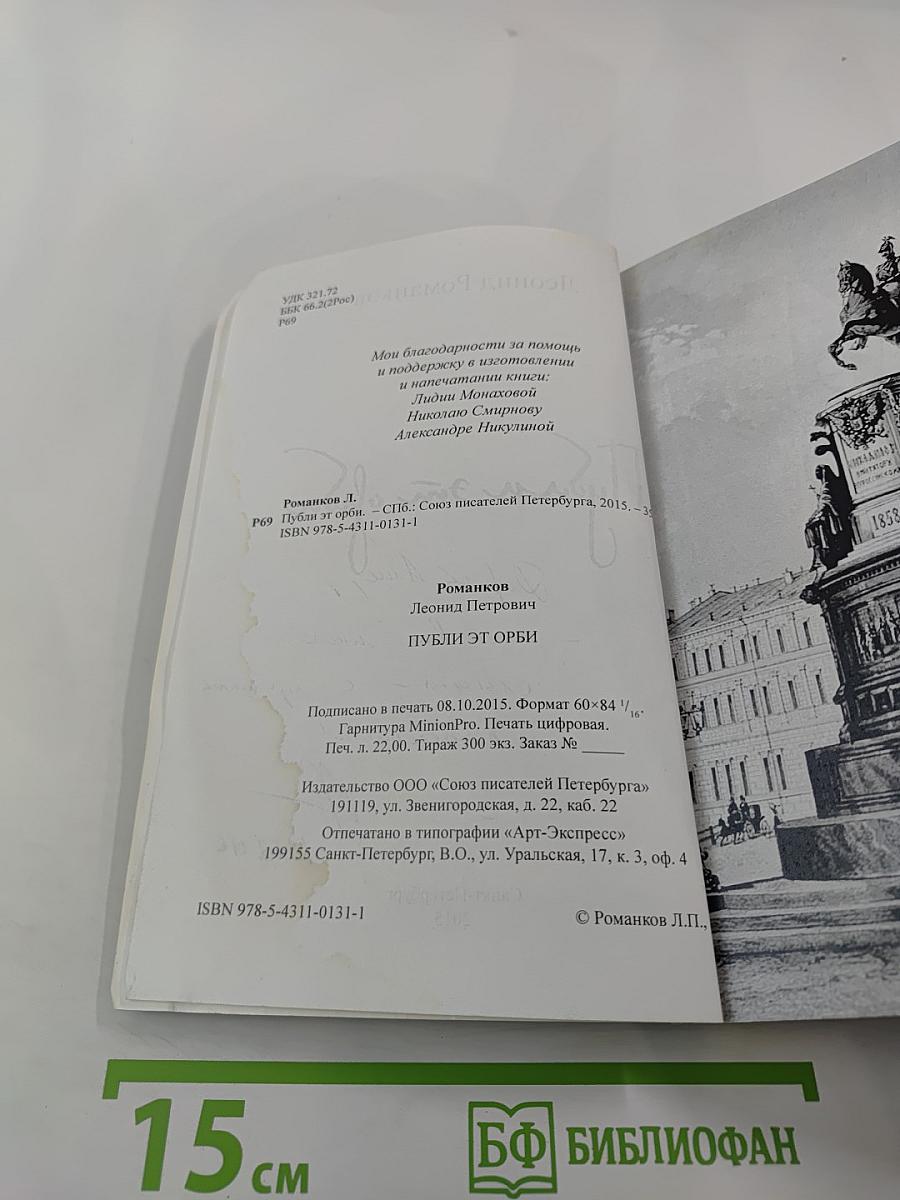 УДК 321.72
ББК 66.2(2Рос)
Р69
Мои благодарности за помощь
и поддержку в изготовлении
и напечатании книги:
Лидии Монаховой
Николаю Смирнову
Александре Никулиной
Романков Л.
Р69 Публи эт орби. – СПб.: Союз писателей Петербурга, 2015. –
ISBN 978-5-4311-0131-1
Романков
Леонид Петрович
ПУБЛИ ЭТ ОРБИ
Подписано в печать 08.10.2015. Формат 60×84 1/16.
Гарнитура MinionPro. Печать цифровая.
Печ. л. 22,00. Тираж 300 экз. Заказ № _____
Издательство ООО «Союз писателей Петербурга»
191119, ул. Звенигородская, д. 22, каб. 22
Отпечатано в типографии «Арт-Экспресс»
199155 Санкт-Петербург, В.О., ул. Уральская, 17, к. 3, оф. 4
ISBN 978-5-4311-0131-1
© Романков Л.П.,
1858
15 см
БФ БИБЛИОФАН